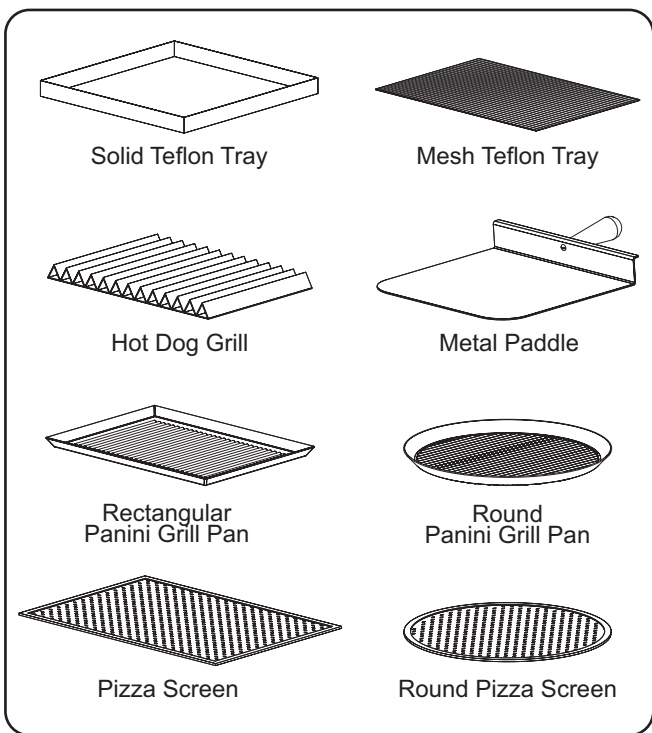 Solid Teflon Tray
Mesh Teflon Tray
Hot Dog Grill
Metal Paddle
Rectangular
Panini Grill Pan
Round
Panini Grill Pan
Pizza Screen
Round Pizza Screen